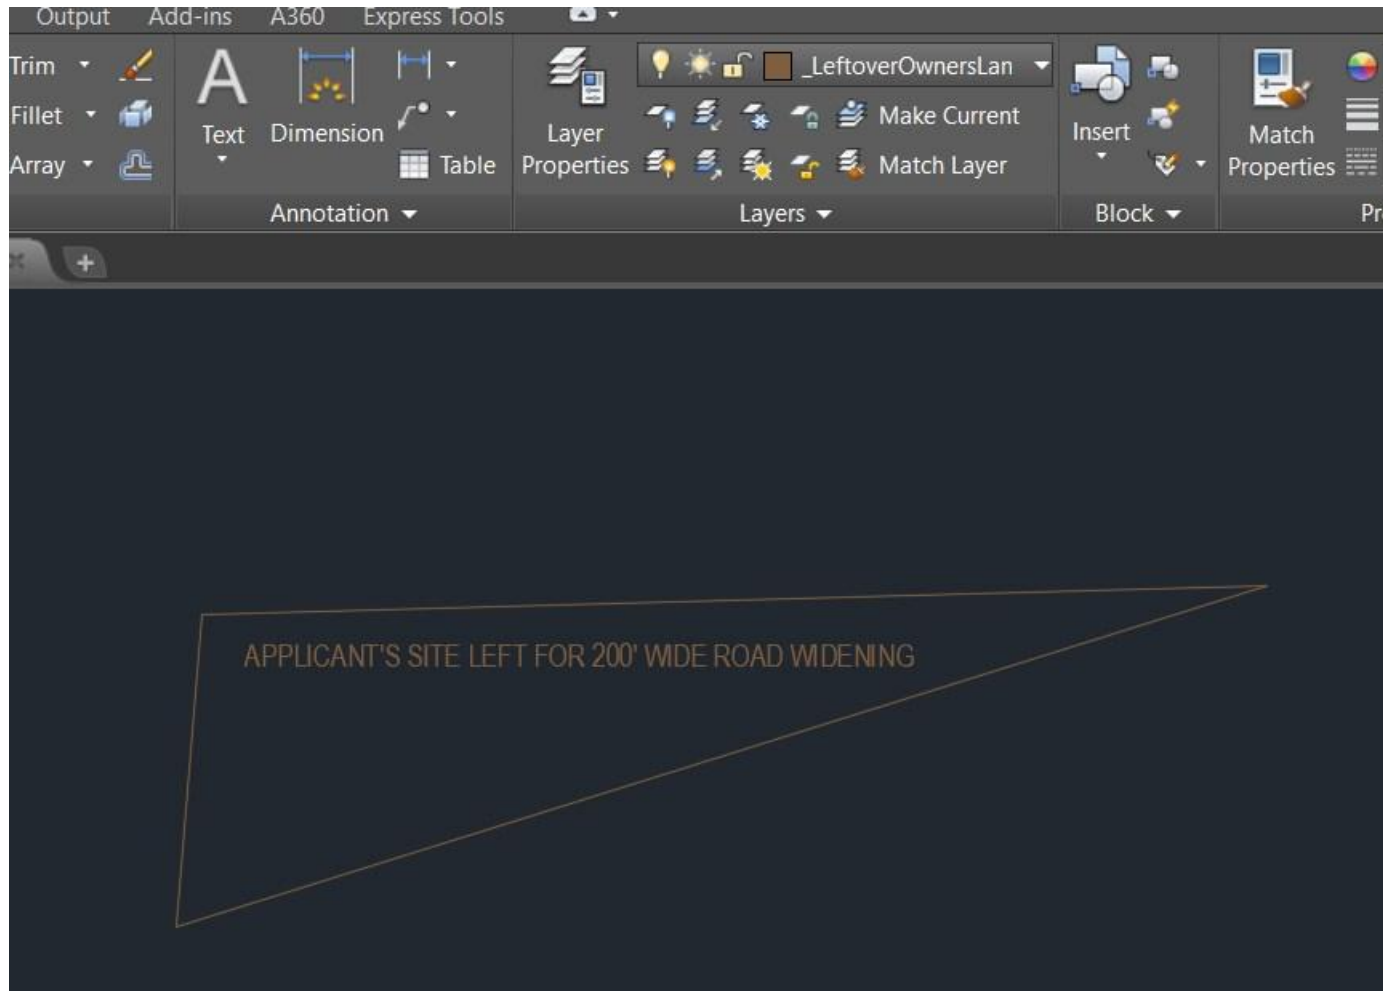 Output Add-ins A360 Express Tools
Trim
Fillet
Array
Text
Dimension
Table
Annotation
Layer
Properties
_LeftoverOwnersLan
Make Current
Match Layer
Layers
Insert
Block
Match
Properties
Pr
APPLICANT'S SITE LEFT FOR 200' WIDE ROAD WIDENING